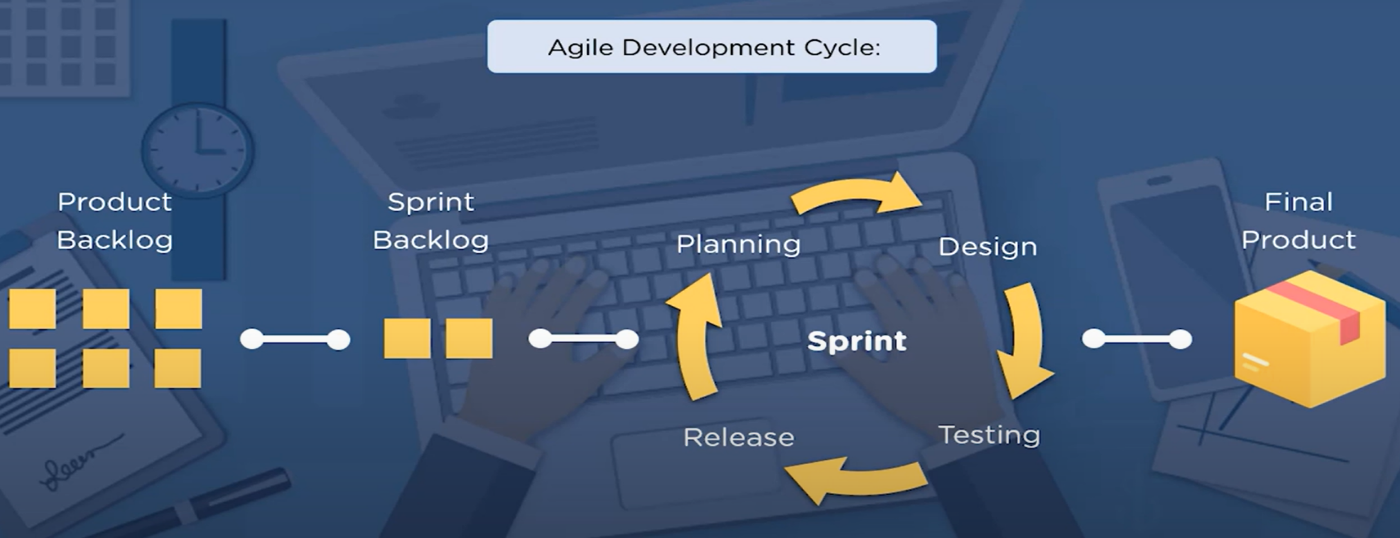 Agile Development Cycle:
Product
Backlog
Sprint
Backlog
Planning
Design
Sprint
Release
Testing
Final
Product